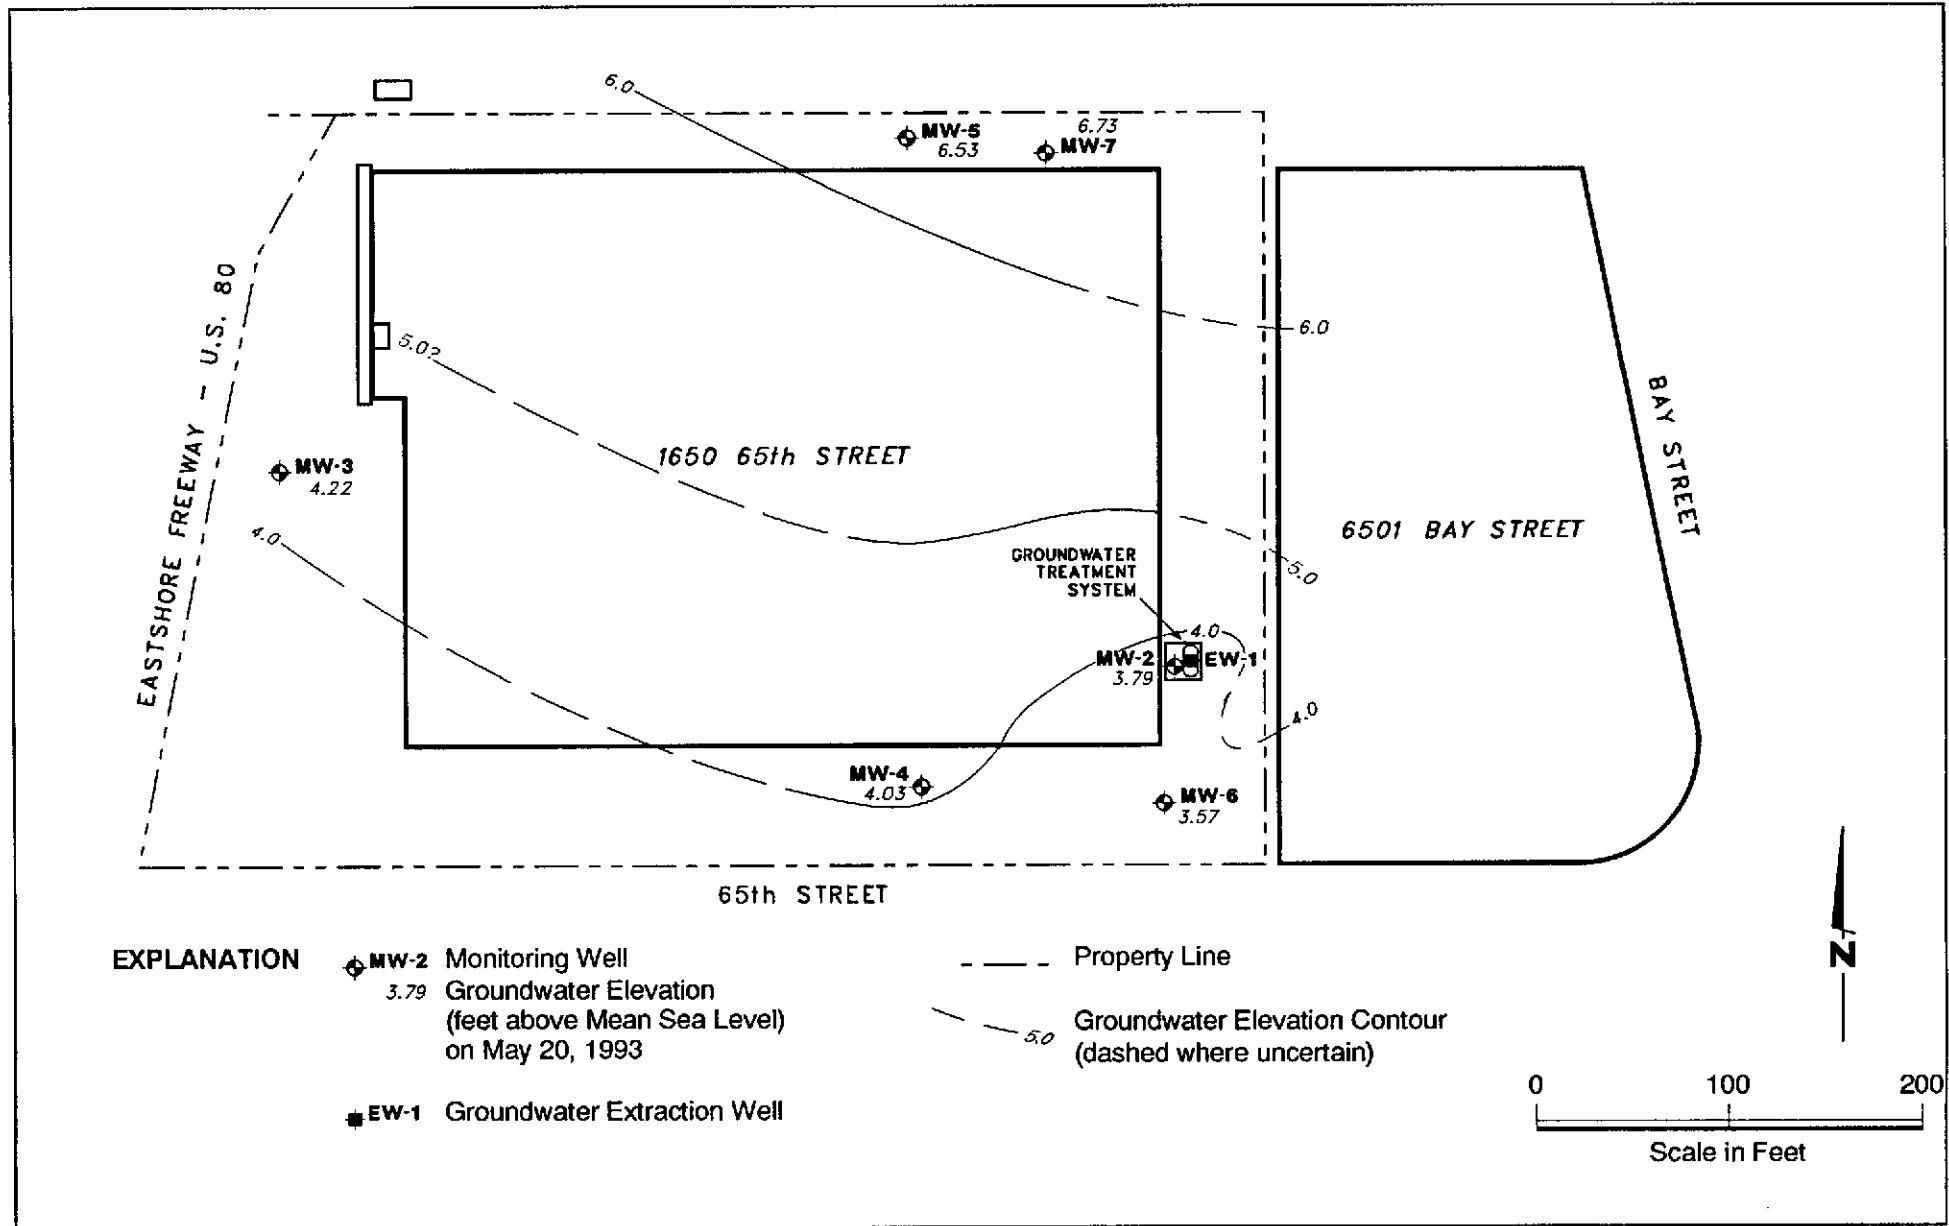 6.0
MW-5
6.53
6.73
MW-7
6.0
5.0?
EASTSHORE FREEWAY - U.S. 80
1650 65th STREET
BAY STREET
MW-3
4.22
4.0
6501 BAY STREET
GROUNDWATER
TREATMENT
SYSTEM
5.0
4.0
MW-2
3.79
EW-1
4.0
MW-4
4.03
MW-6
3.57
65th STREET
EXPLANATION
MW-2 Monitoring Well
3.79 Groundwater Elevation
(feet above Mean Sea Level)
on May 20, 1993
EW-1 Groundwater Extraction Well
Property Line
5.0 Groundwater Elevation Contour
(dashed where uncertain)
N
0 100 200
Scale in Feet